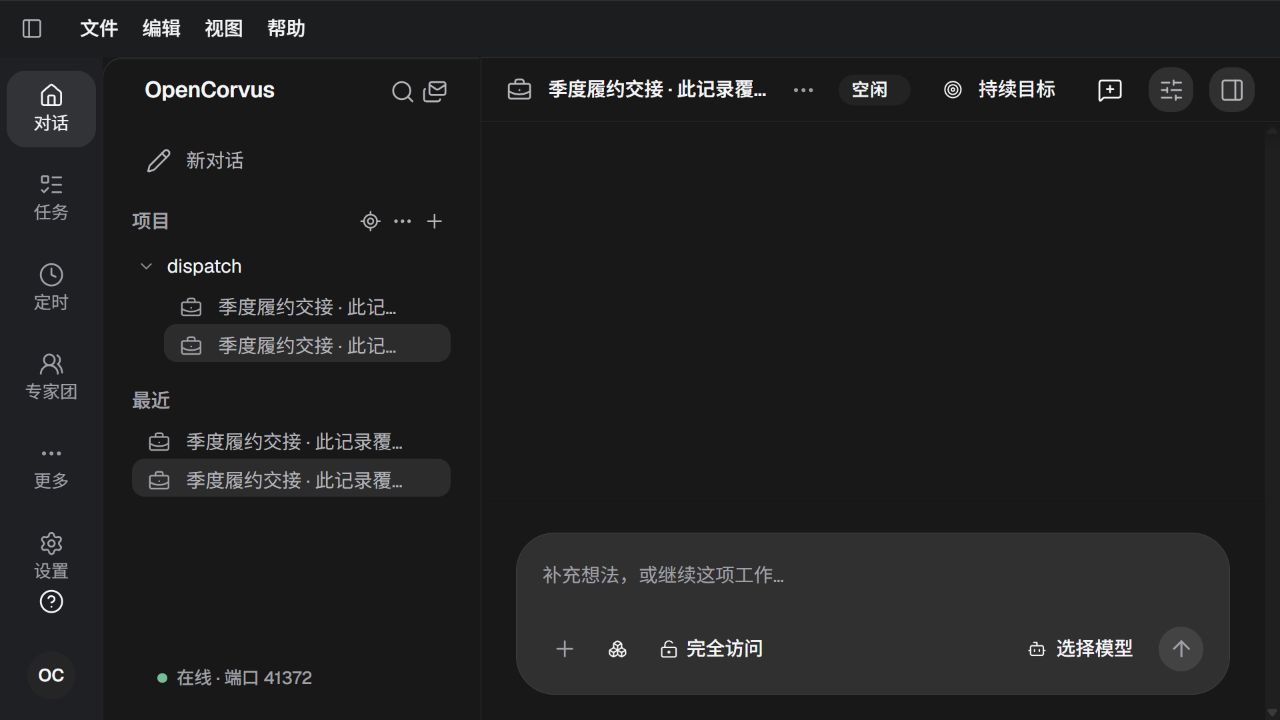 文件 编辑 视图 帮助
对话
任务
定时
专家团
更多
设置
OC
OpenCorvus
新对话
项目
dispatch
季度履约交接 · 此记...
季度履约交接 · 此记...
最近
季度履约交接 · 此记录覆...
季度履约交接 · 此记录覆...
在线 · 端口 41372
季度履约交接 · 此记录覆... 空闲 持续目标
补充想法，或继续这项工作...
完全访问 选择模型